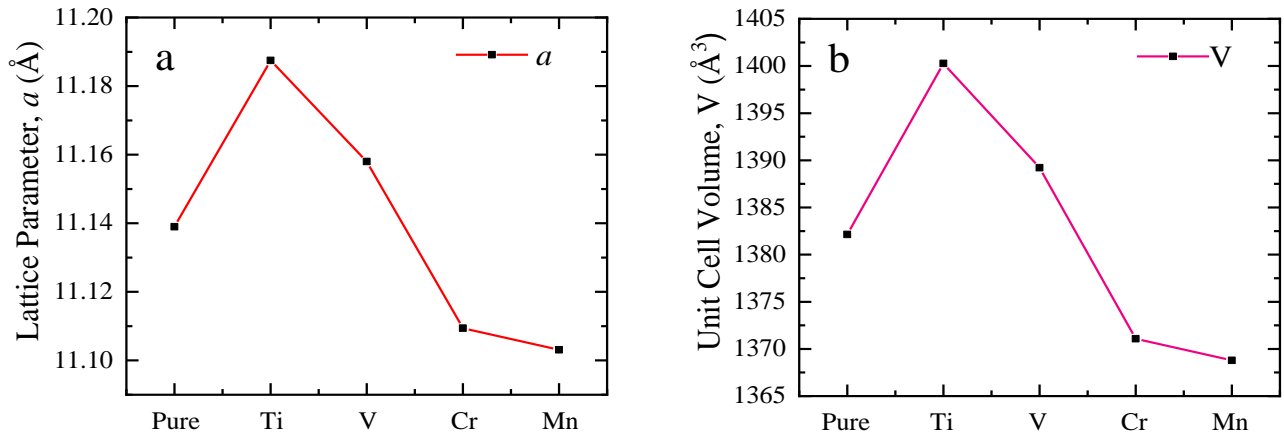 a
a
Lattice Parameter, a (Å)
11.20
11.18
11.16
11.14
11.12
11.10
Pure Ti V Cr Mn
b
V
Unit Cell Volume, V (Å³)
1405
1400
1395
1390
1385
1380
1375
1370
1365
Pure Ti V Cr Mn